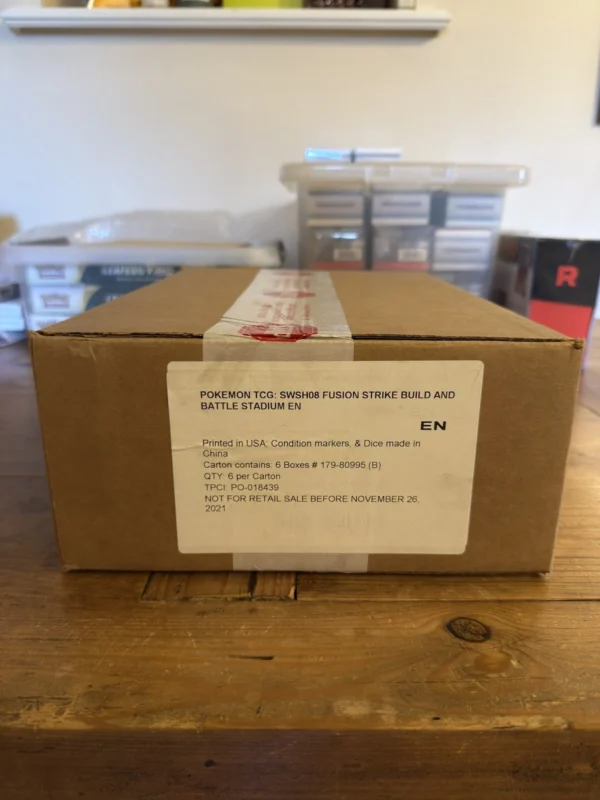 POKEMON TCG: SWSH08 FUSION STRIKE BUILD AND
BATTLE STADIUM EN
EN
Printed in USA; Condition markers, & Dice made in
China
Carton contains: 6 Boxes # 179-80995 (B)
QTY: 6 per Carton
TPCI: PO-018439
NOT FOR RETAIL SALE BEFORE NOVEMBER 26,
2021
R